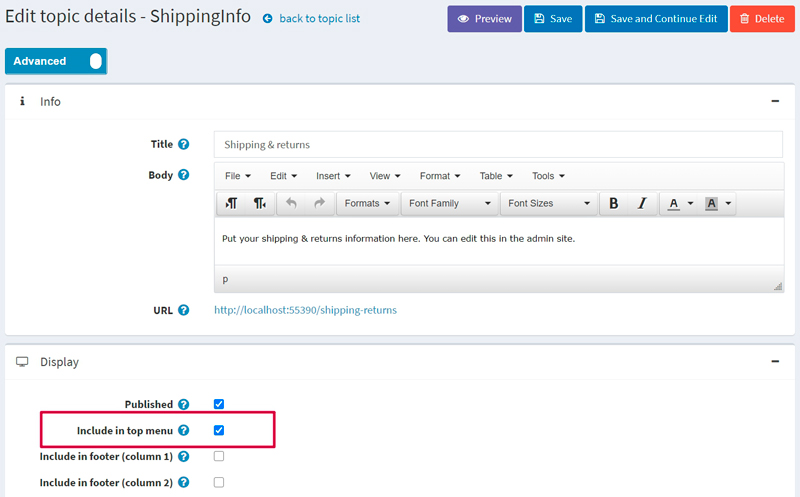 Edit topic details - ShippingInfo back to topic list Preview Save Save and Continue Edit Delete
Advanced
Info
Title Shipping & returns
Body File Edit Insert View Format Table Tools
Formats Font Family Font Sizes B I A A
Put your shipping & returns information here. You can edit this in the admin site.
p
URL http://localhost:55390/shipping-returns
Display
Published
Include in top menu
Include in footer (column 1)
Include in footer (column 2)